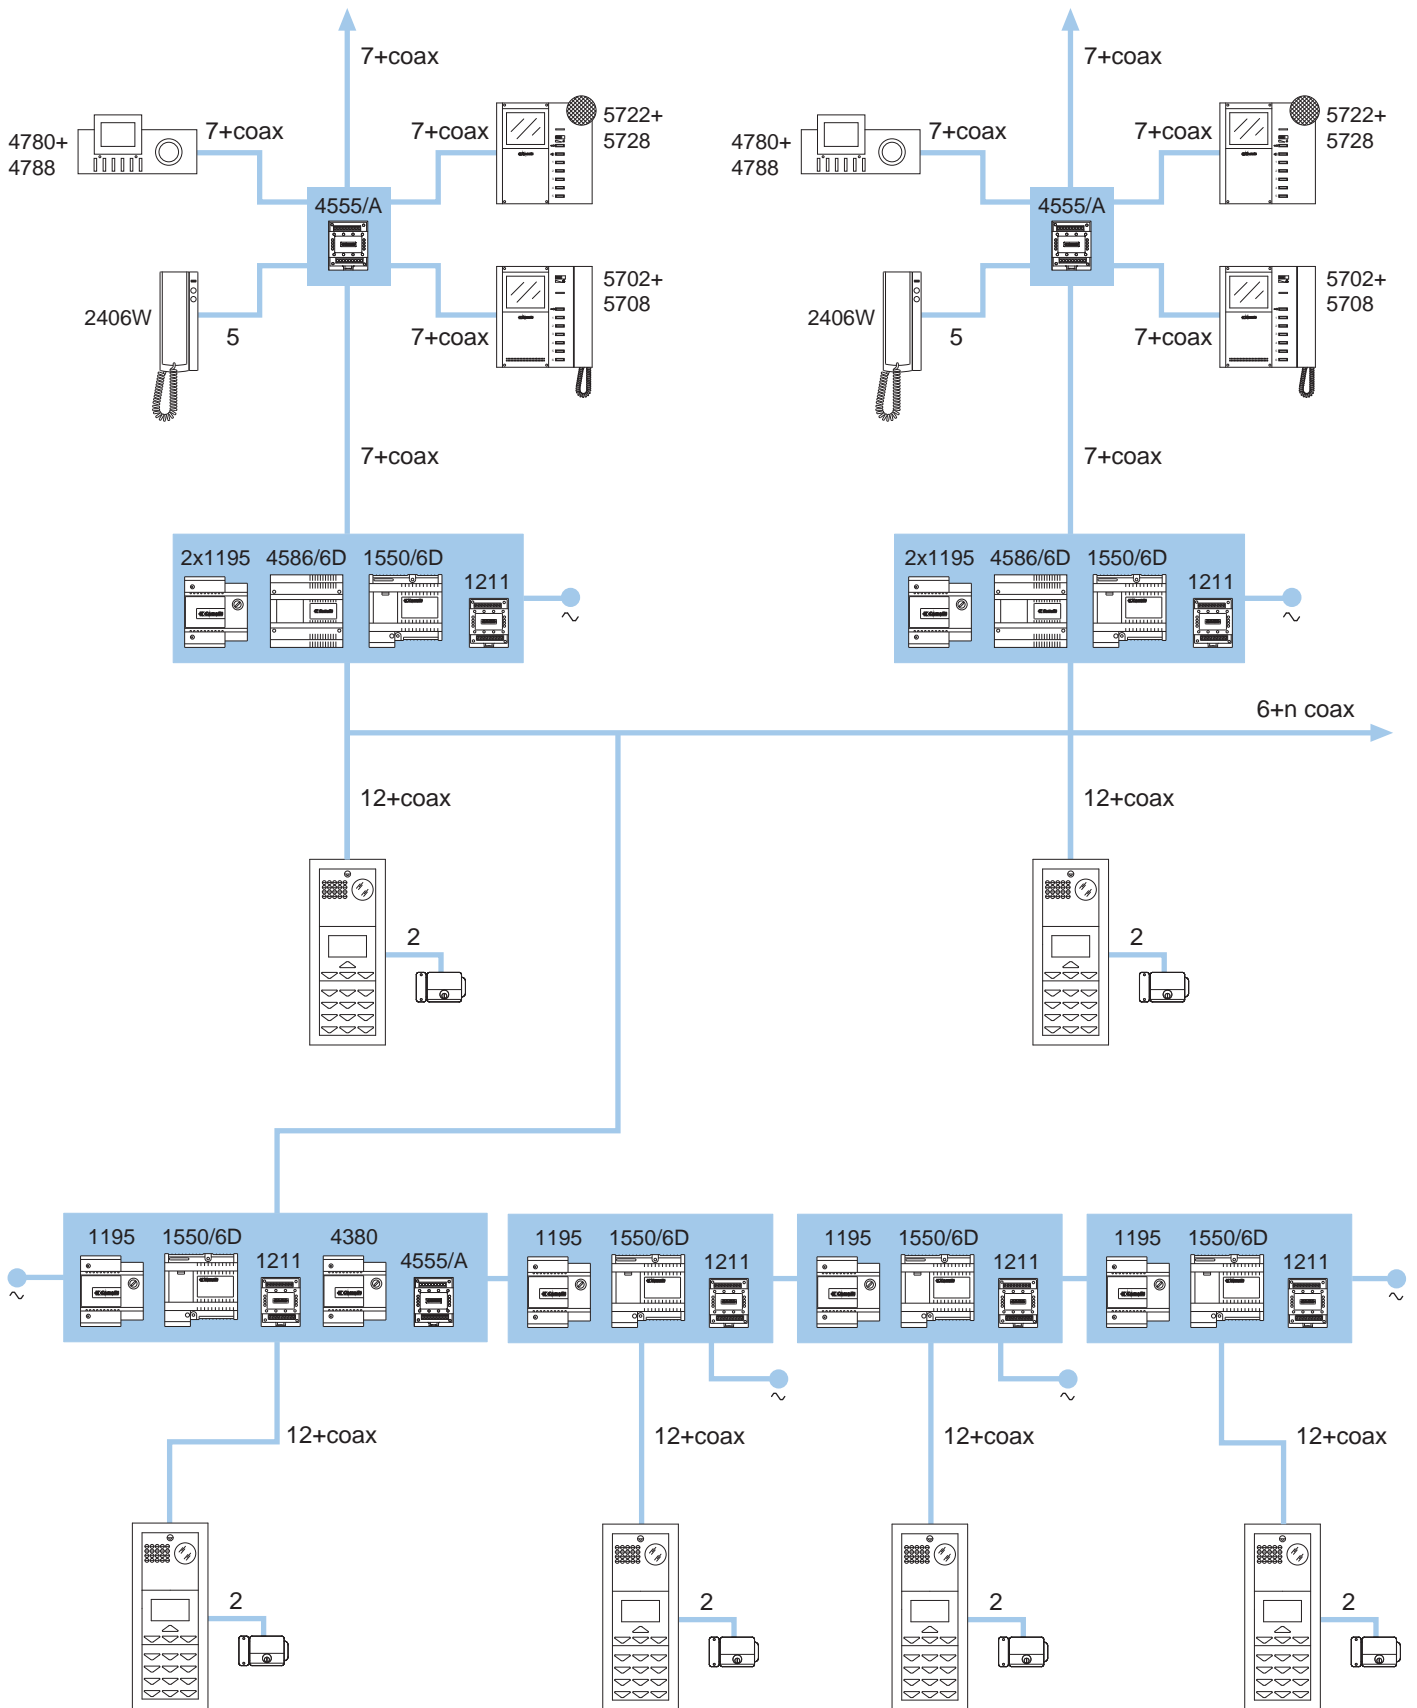 7+coax
7+coax
4780+
4788
7+coax
7+coax
5722+
5728
4780+
4788
7+coax
7+coax
5722+
5728
4555/A
4555/A
2406W
5
7+coax
5702+
5708
2406W
5
7+coax
5702+
5708
7+coax
7+coax
2x1195
4586/6D
1550/6D
1211
~
2x1195
4586/6D
1550/6D
1211
~
6+n coax
12+coax
12+coax
2
2
1195
1550/6D
1211
4380
4555/A
~
1195
1550/6D
1211
~
1195
1550/6D
1211
~
1195
1550/6D
1211
~
12+coax
12+coax
12+coax
12+coax
2
2
2
2